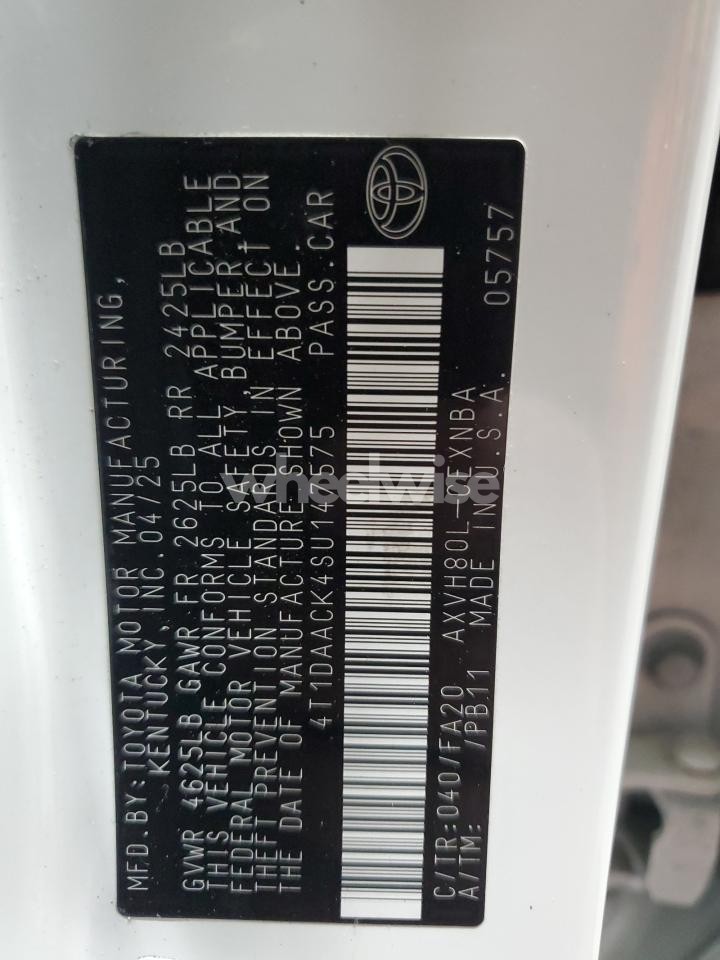 MFD.BY:TOYOTA MOTOR MANUFACTURING,
KENTUCKY, INC.04/25
GVWR 4625LB GAWR FR 2625LB RR 2425LB
THIS VEHICLE CONFORMS TO ALL APPLICABLE
FEDERAL MOTOR VEHICLE SAFETY, BUMPER, AND
THEFT PREVENTION STANDARDS IN EFFECT ON
THE DATE OF MANUFACTURE SHOWN ABOVE.
PASS.CAR
C/TR:040/FA20 AXVH80L-CEXNBA 05757
A/TM: /PB11 MADE IN U.S.A.
wheelwise